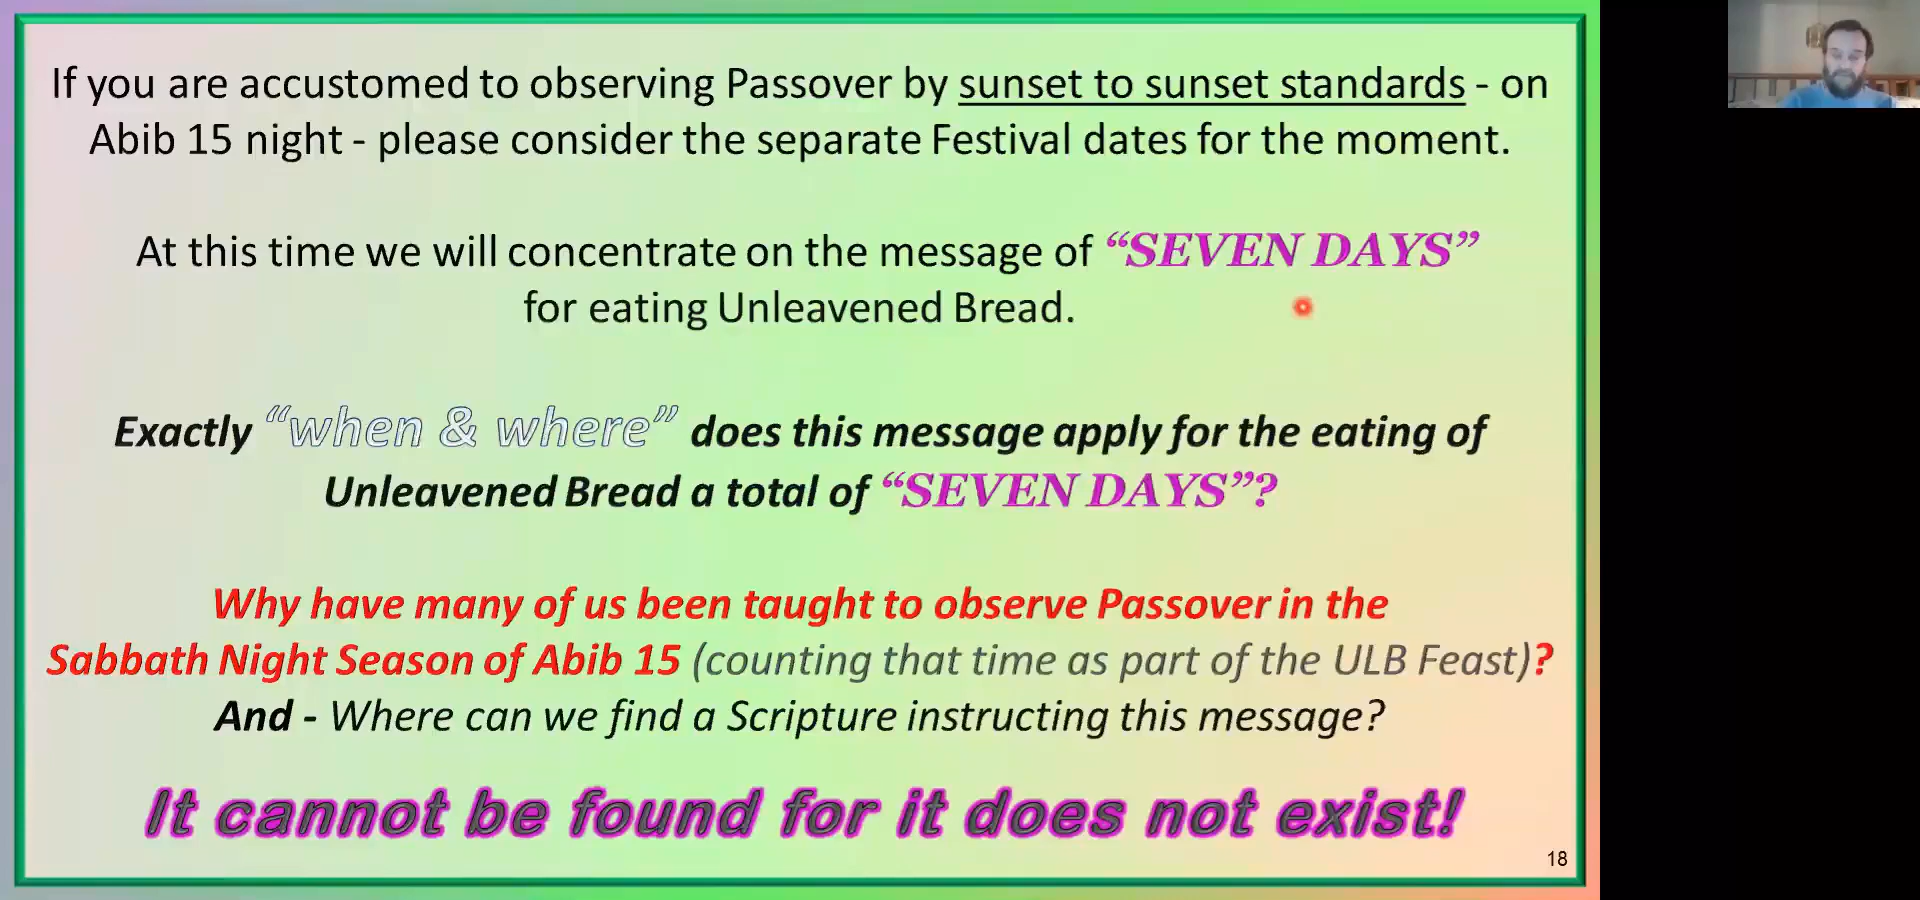 If you are accustomed to observing Passover by sunset to sunset standards - on
Abib 15 night - please consider the separate Festival dates for the moment.
At this time we will concentrate on the message of “SEVEN DAYS”
for eating Unleavened Bread.
Exactly “when & where” does this message apply for the eating of
Unleavened Bread a total of “SEVEN DAYS”?
Why have many of us been taught to observe Passover in the
Sabbath Night Season of Abib 15 (counting that time as part of the ULB Feast)?
And - Where can we find a Scripture instructing this message?
It cannot be found for it does not exist!
18